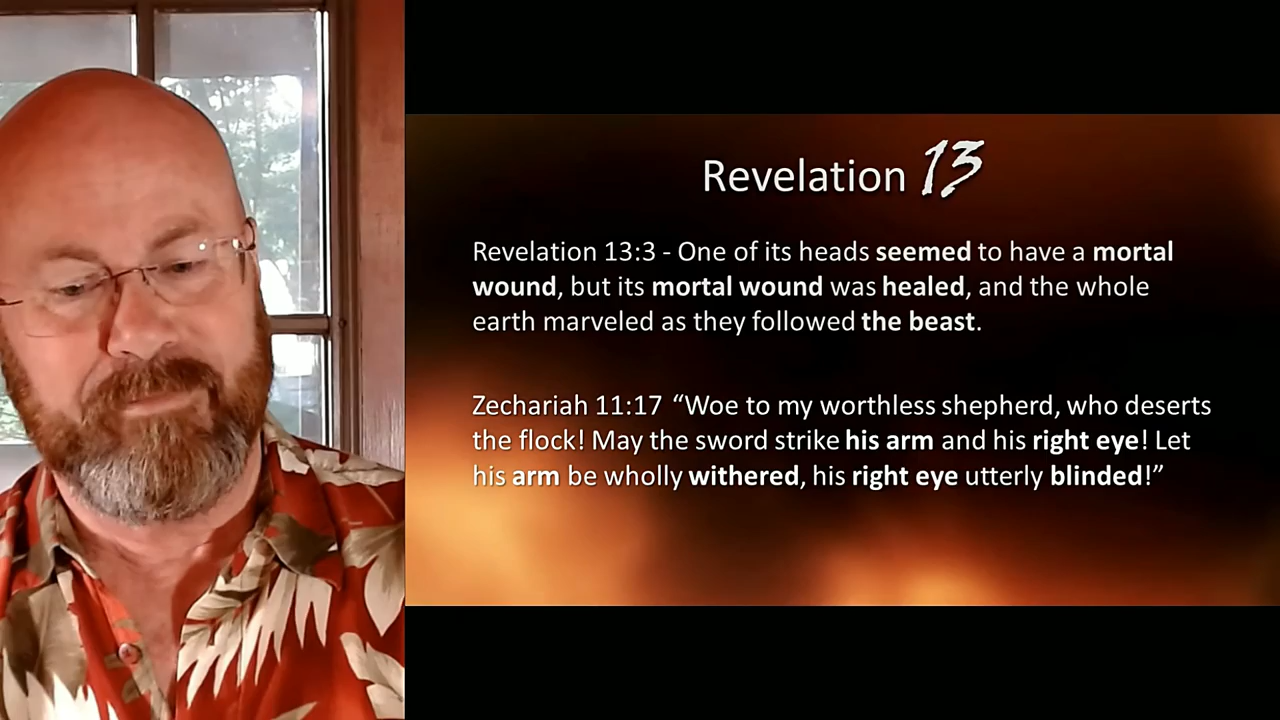 Revelation 13
Revelation 13:3 - One of its heads seemed to have a mortal
wound, but its mortal wound was healed, and the whole
earth marveled as they followed the beast.
Zechariah 11:17 “Woe to my worthless shepherd, who deserts
the flock! May the sword strike his arm and his right eye! Let
his arm be wholly withered, his right eye utterly blinded!”